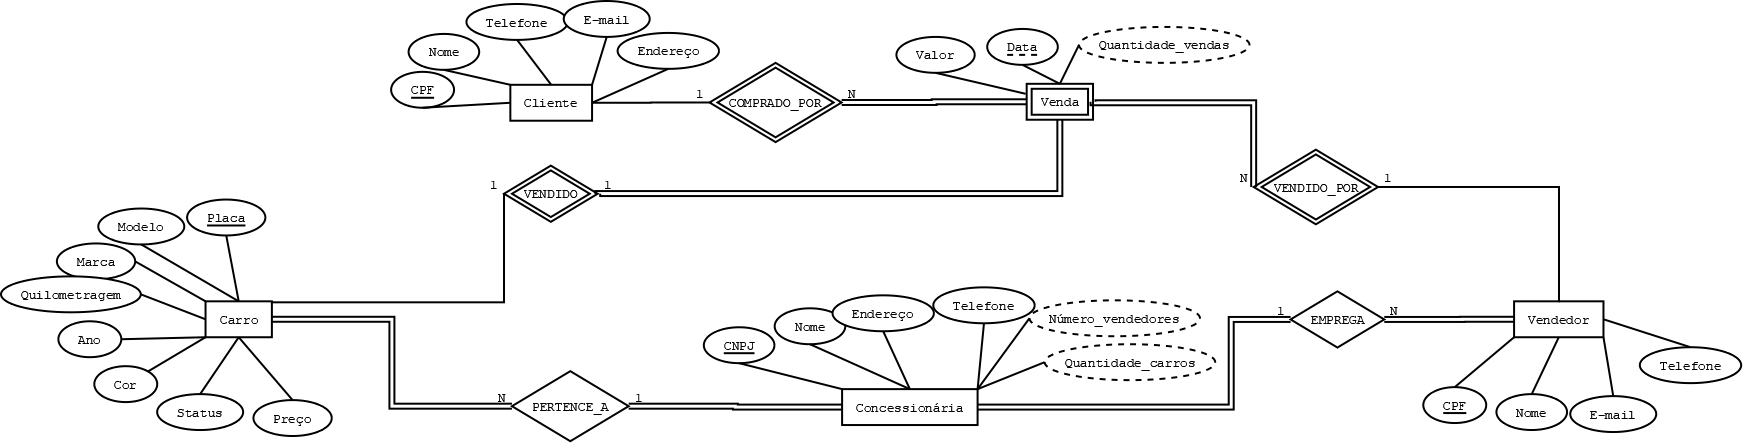 Telefone
E-mail
Nome
Endereço
CPF
Cliente
1
COMPRADO_POR
N
Valor
Data
Quantidade_vendas
Venda
1
VENDIDO
1
N
VENDIDO_POR
1
Modelo
Placa
Marca
Quilometragem
Ano
Cor
Status
Preço
Carro
N
PERTENCE_A
1
CNPJ
Nome
Endereço
Telefone
Número_vendedores
Quantidade_carros
Concessionária
1
EMPREGA
N
Vendedor
Telefone
CPF
Nome
E-mail